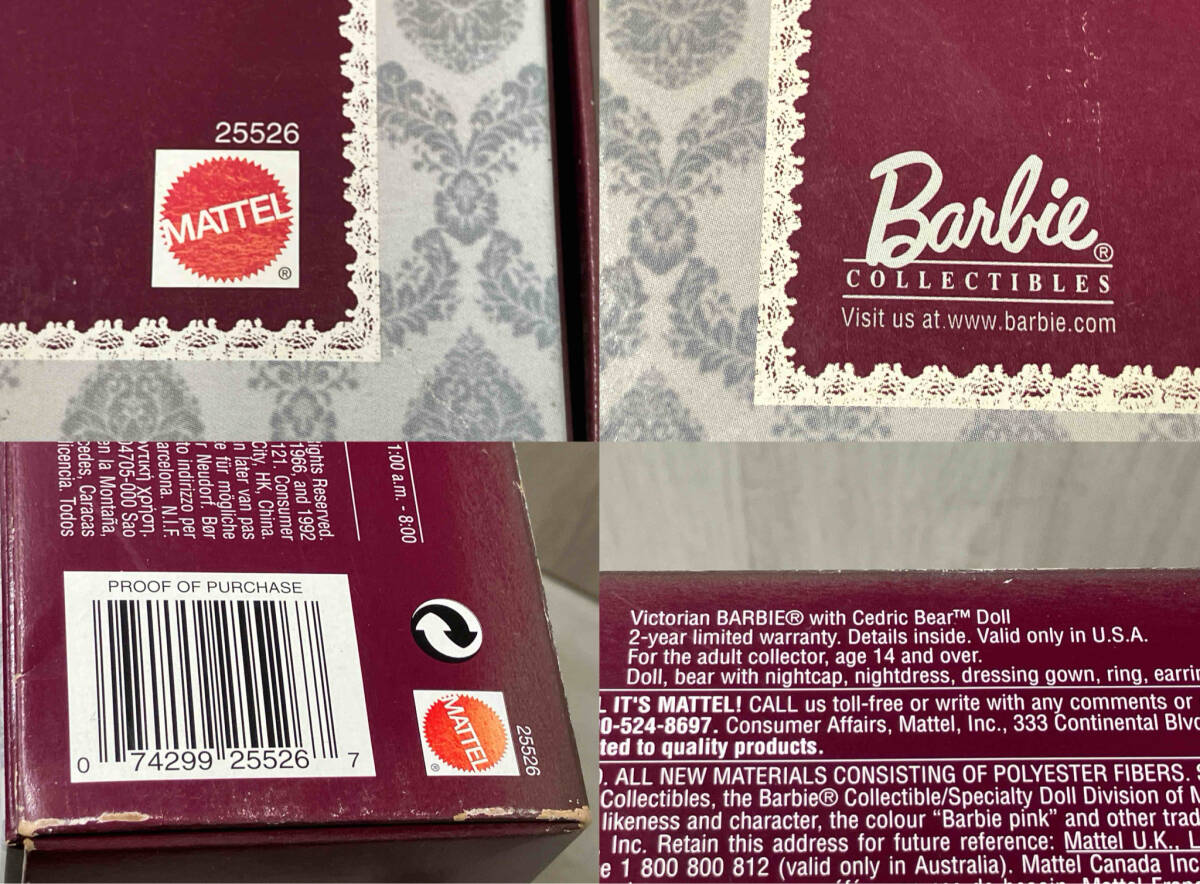 25526
MATTEL
®
Barbie®
COLLECTIBLES
Visit us at www.barbie.com
ights Reserved.
1966, and 1992
City, HK, China.
121. Consumer
n later van pas
e für mögliche
r Neudorf. Bør
to indirizzo per
arcelona. N.I.F.
οντική χρήση.
04705-000 Sao
en la Montaña,
cedes, Caracas
licencia. Todos
1:00 a.m. - 8:00
PROOF OF PURCHASE
0 74299 25526 7
MATTEL
®
25526
Victorian BARBIE® with Cedric Bear™ Doll
2-year limited warranty. Details inside. Valid only in U.S.A.
For the adult collector, age 14 and over.
Doll, bear with nightcap, nightdress, dressing gown, ring, earrin
L IT'S MATTEL! CALL us toll-free or write with any comments or
0-524-8697. Consumer Affairs, Mattel, Inc., 333 Continental Blvd
ted to quality products.
). ALL NEW MATERIALS CONSISTING OF POLYESTER FIBERS.
Collectibles, the Barbie® Collectible/Specialty Doll Division of M
likeness and character, the colour "Barbie pink" and other trad
Inc. Retain this address for future reference: Mattel U.K., L
e 1 800 800 812 (valid only in Australia). Mattel Canada Inc